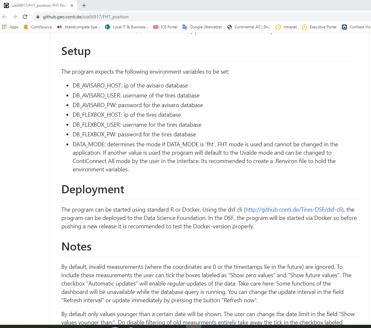 uia98917/FHT_position
github.geo.conti.de/uia98917/FHT_position
Apps ContiSource transcompete Spe... Local IT & Business... ICE Portal Google Übersetzer Continental AG | En... Intranet Executive Portal Confixed Ho
Setup
The program expects the following environment variables to be set:
DB_AVISARO_HOST: ip of the avisaro database
DB_AVISARO_USER: username of the tires database
DB_AVISARO_PW: password for the avisaro database
DB_FLEXBOX_HOST: ip of the tires database
DB_FLEXBOX_USER: username for the tires database
DB_FLEXBOX_PW: password for the tires database
DATA_MODE: determines the mode if DATA_MODE is 'fht'. FHT mode is used and cannot be changed in the
application. If another value is used the program will default to the Uvalde mode and can be changed to
ContiConnect All mode by the user in the interface. Its recommended to create a .Renviron file to hold the
environment variables.
Deployment
The program can be started using standard R or Docker. Using the dsf cli (http://github.conti.de/Tires-DSF/dsf-cli), the
program can be deployed to the Data Science Foundation. In the DSF, the program will be started via Docker so before
pushing a new release it is recommended to test the Docker-version properly.
Notes
By default, invalid measurements (where the coordinates are 0 or the timestamps lie in the future) are ignored. To
include these measurements the user can tick the boxes labeled as "Show zero values" and "Show future values". The
checkbox "Automatic updates" will enable regular updates of the data. Take care here: Some functions of the
dashboard will be unavailable while the database query is running. You can change the update interval in the field
"Refresh interval" or update immediately by pressing the button "Refresh now".
By default only values younger than a certain date will be shown. The user can change the date limit in the field "Show
values younger than". Do disable filtering of old measurments entirely take away the tick in the checkbox labeled